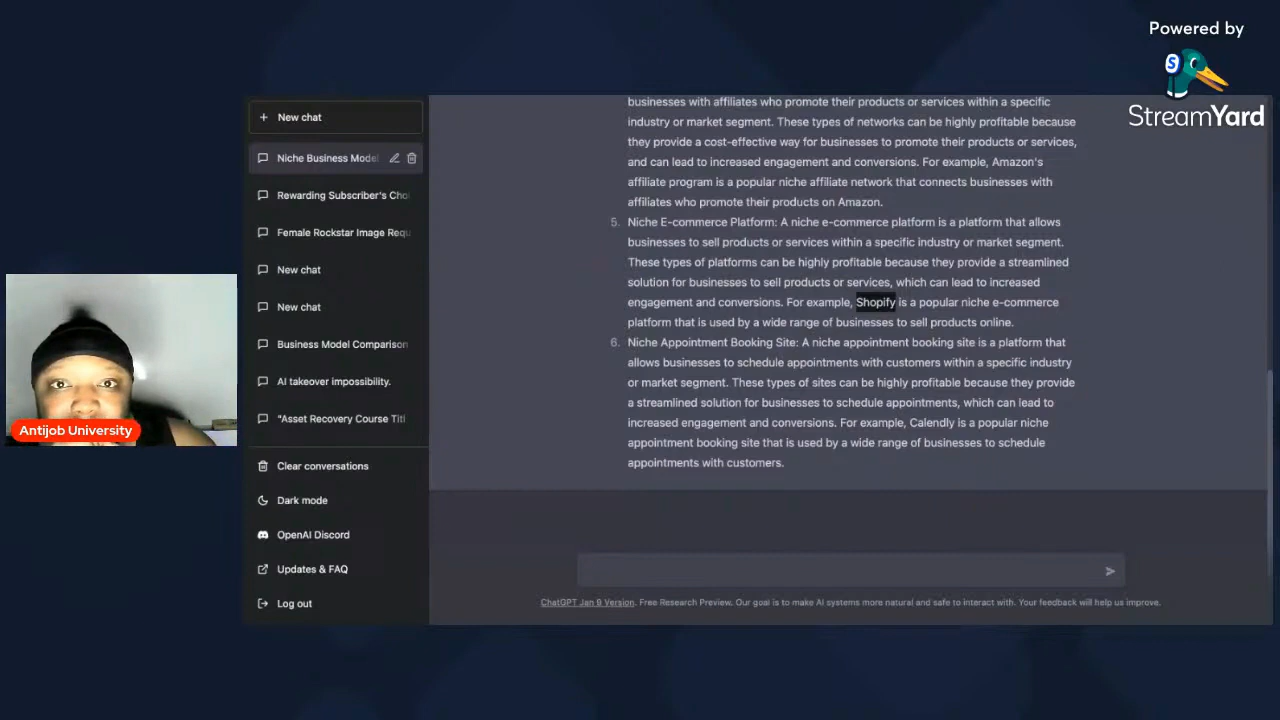 Powered by
StreamYard
S
New chat
Niche Business Model
Rewarding Subscriber's Cho
Female Rockstar Image Requ
New chat
New chat
Business Model Comparison
AI takeover impossibility.
"Asset Recovery Course Titl
Clear conversations
Dark mode
OpenAI Discord
Updates & FAQ
Log out
businesses with affiliates who promote their products or services within a specific
industry or market segment. These types of networks can be highly profitable because
they provide a cost-effective way for businesses to promote their products or services,
and can lead to increased engagement and conversions. For example, Amazon's
affiliate program is a popular niche affiliate network that connects businesses with
affiliates who promote their products on Amazon.
5. Niche E-commerce Platform: A niche e-commerce platform is a platform that allows
businesses to sell products or services within a specific industry or market segment.
These types of platforms can be highly profitable because they provide a streamlined
solution for businesses to sell products or services, which can lead to increased
engagement and conversions. For example, Shopify is a popular niche e-commerce
platform that is used by a wide range of businesses to sell products online.
6. Niche Appointment Booking Site: A niche appointment booking site is a platform that
allows businesses to schedule appointments with customers within a specific industry
or market segment. These types of sites can be highly profitable because they provide
a streamlined solution for businesses to schedule appointments, which can lead to
increased engagement and conversions. For example, Calendly is a popular niche
appointment booking site that is used by a wide range of businesses to schedule
appointments with customers.
ChatGPT Jan 9 Version. Free Research Preview. Our goal is to make AI systems more natural and safe to interact with. Your feedback will help us improve.
Antijob University